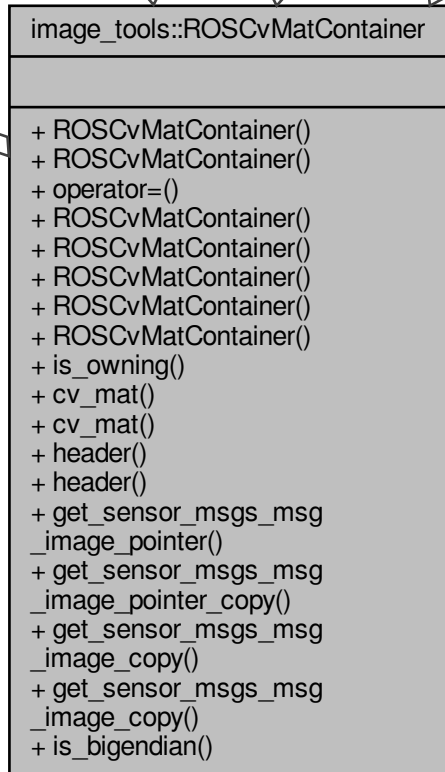 image_tools::ROSCvMatContainer
+ ROSCvMatContainer()
+ ROSCvMatContainer()
+ operator=()
+ ROSCvMatContainer()
+ ROSCvMatContainer()
+ ROSCvMatContainer()
+ ROSCvMatContainer()
+ ROSCvMatContainer()
+ is_owning()
+ cv_mat()
+ cv_mat()
+ header()
+ header()
+ get_sensor_msgs_msg
_image_pointer()
+ get_sensor_msgs_msg
_image_pointer_copy()
+ get_sensor_msgs_msg
_image_copy()
+ get_sensor_msgs_msg
_image_copy()
+ is_bigendian()